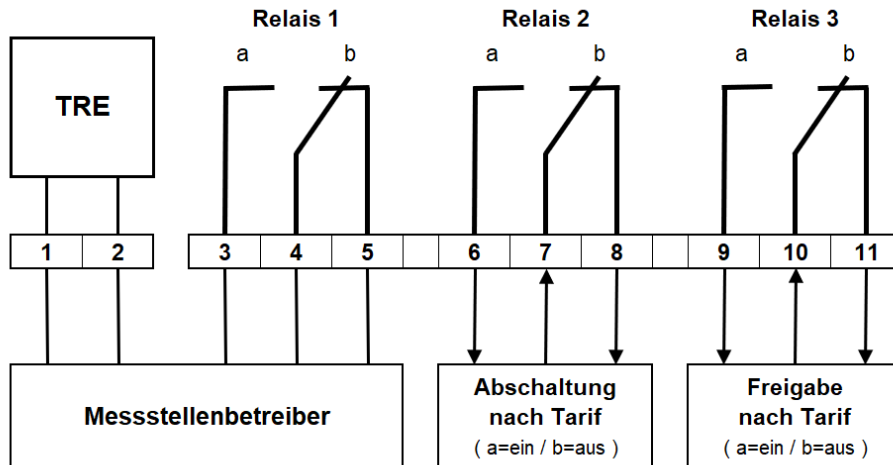 Relais 1 Relais 2 Relais 3
a b a b a b
TRE
1 2 3 4 5 6 7 8 9 10 11
Messstellenbetreiber
Abschaltung
nach Tarif
( a=ein / b=aus )
Freigabe
nach Tarif
( a=ein / b=aus )